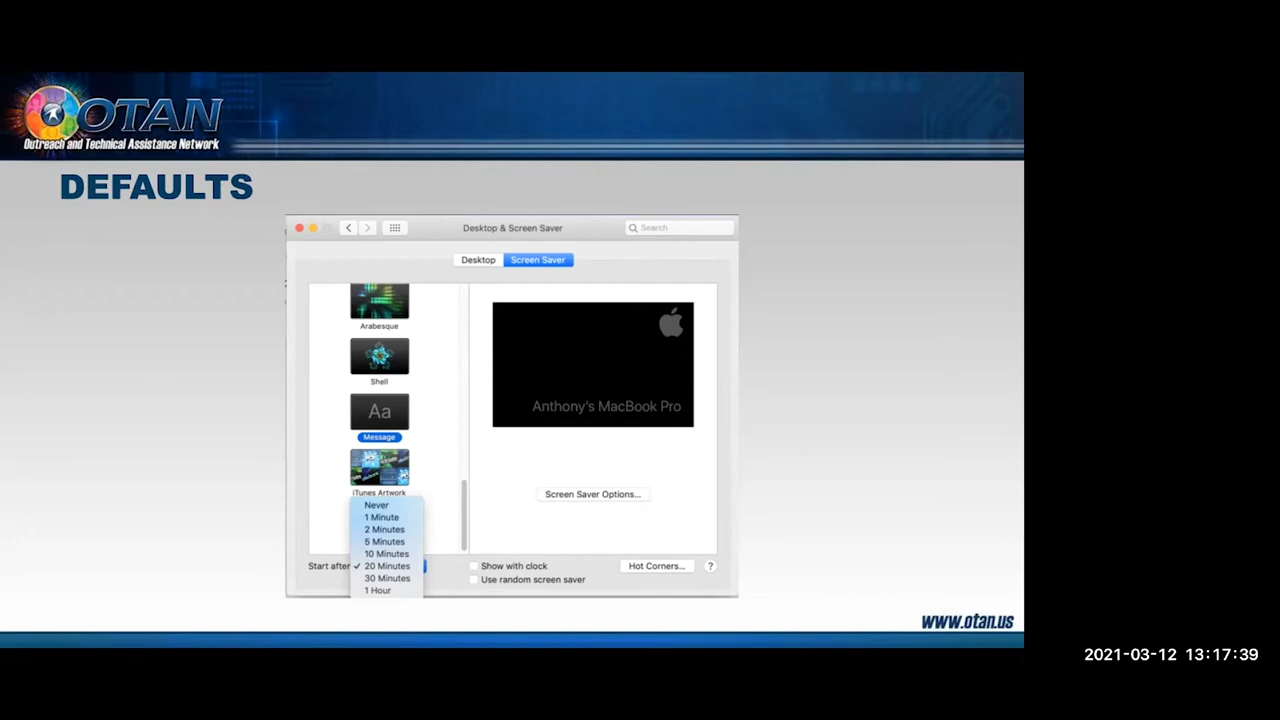 OTAN
Outreach and Technical Assistance Network
DEFAULTS
Desktop & Screen Saver
Search
Desktop
Screen Saver
Arabesque
Shell
Aa
Message
iTunes Artwork
Anthony's MacBook Pro
Screen Saver Options...
Never
1 Minute
2 Minutes
5 Minutes
10 Minutes
Start after ✓ 20 Minutes
30 Minutes
1 Hour
Show with clock
Use random screen saver
Hot Corners...
?
www.otan.us
2021-03-12 13:17:39